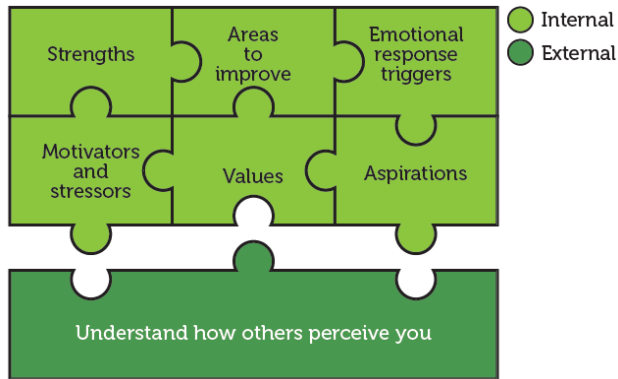 Strengths
Areas
to
improve
Emotional
response
triggers
Internal
External
Motivators
and
stressors
Values
Aspirations
Understand how others perceive you